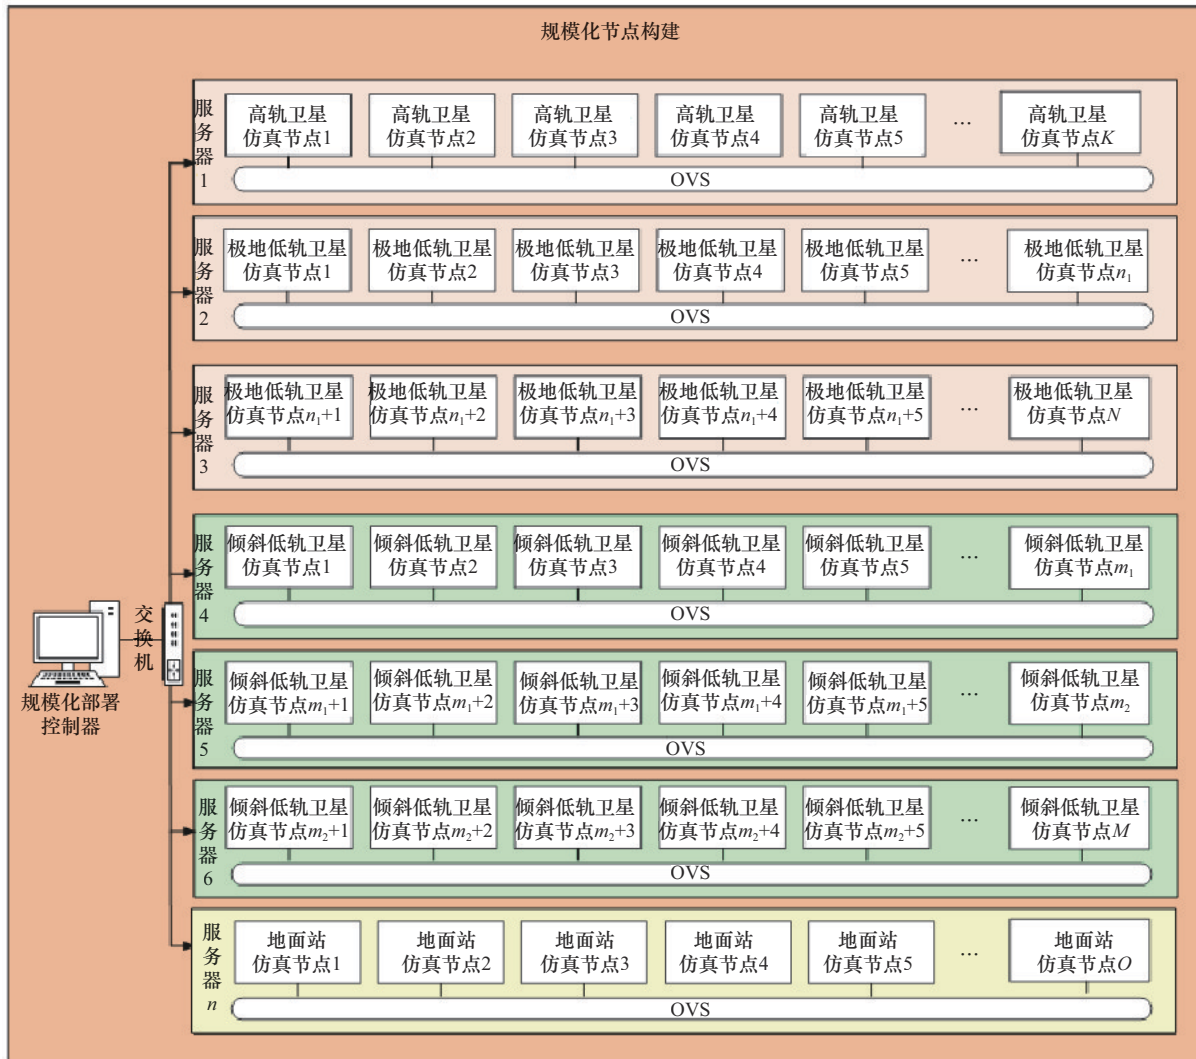 规模化节点构建
服务器1
高轨卫星
仿真节点1
高轨卫星
仿真节点2
高轨卫星
仿真节点3
高轨卫星
仿真节点4
高轨卫星
仿真节点5
…
高轨卫星
仿真节点K
OVS
服务器2
极地低轨卫星
仿真节点1
极地低轨卫星
仿真节点2
极地低轨卫星
仿真节点3
极地低轨卫星
仿真节点4
极地低轨卫星
仿真节点5
…
极地低轨卫星
仿真节点n₁
OVS
服务器3
极地低轨卫星
仿真节点n₁+1
极地低轨卫星
仿真节点n₁+2
极地低轨卫星
仿真节点n₁+3
极地低轨卫星
仿真节点n₁+4
极地低轨卫星
仿真节点n₁+5
…
极地低轨卫星
仿真节点N
OVS
服务器4
倾斜低轨卫星
仿真节点1
倾斜低轨卫星
仿真节点2
倾斜低轨卫星
仿真节点3
倾斜低轨卫星
仿真节点4
倾斜低轨卫星
仿真节点5
…
倾斜低轨卫星
仿真节点m₁
OVS
交换机
规模化部署
控制器
服务器5
倾斜低轨卫星
仿真节点m₁+1
倾斜低轨卫星
仿真节点m₁+2
倾斜低轨卫星
仿真节点m₁+3
倾斜低轨卫星
仿真节点m₁+4
倾斜低轨卫星
仿真节点m₁+5
…
倾斜低轨卫星
仿真节点m₂
OVS
服务器6
倾斜低轨卫星
仿真节点m₂+1
倾斜低轨卫星
仿真节点m₂+2
倾斜低轨卫星
仿真节点m₂+3
倾斜低轨卫星
仿真节点m₂+4
倾斜低轨卫星
仿真节点m₂+5
…
倾斜低轨卫星
仿真节点M
OVS
服务器n
地面站
仿真节点1
地面站
仿真节点2
地面站
仿真节点3
地面站
仿真节点4
地面站
仿真节点5
…
地面站
仿真节点O
OVS